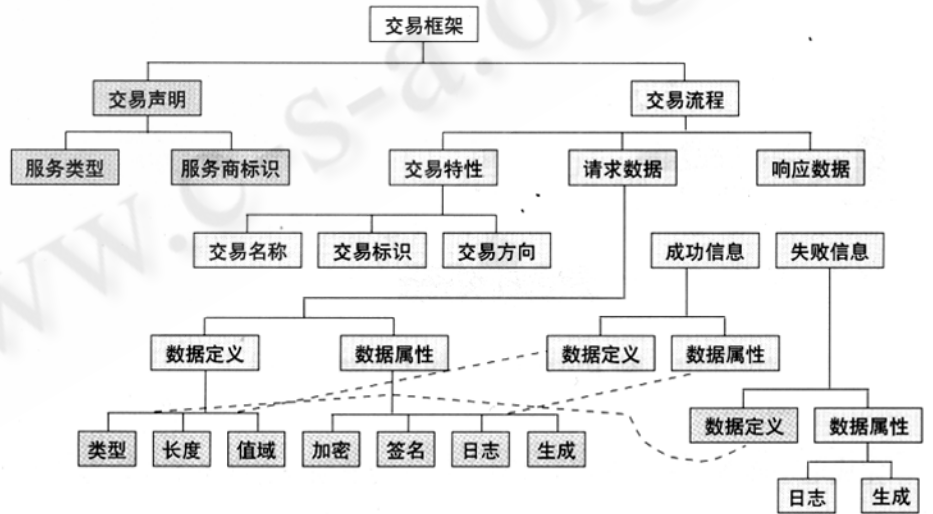 交易框架
交易声明
交易流程
服务类型
服务商标识
交易特性
请求数据
响应数据
交易名称
交易标识
交易方向
成功信息
失败信息
数据定义
数据属性
数据定义
数据属性
数据定义
数据属性
类型
长度
值域
加密
签名
日志
生成
日志
生成
www.c-s-a.org